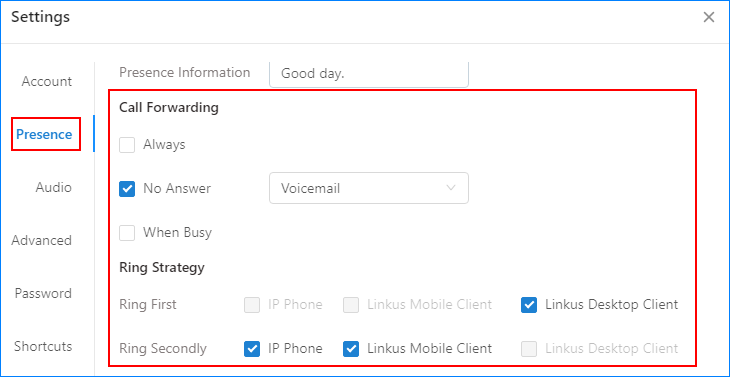 Settings
Account
Presence
Audio
Advanced
Password
Shortcuts
Presence Information Good day.
Call Forwarding
Always
No Answer Voicemail
When Busy
Ring Strategy
Ring First IP Phone Linkus Mobile Client Linkus Desktop Client
Ring Secondly IP Phone Linkus Mobile Client Linkus Desktop Client